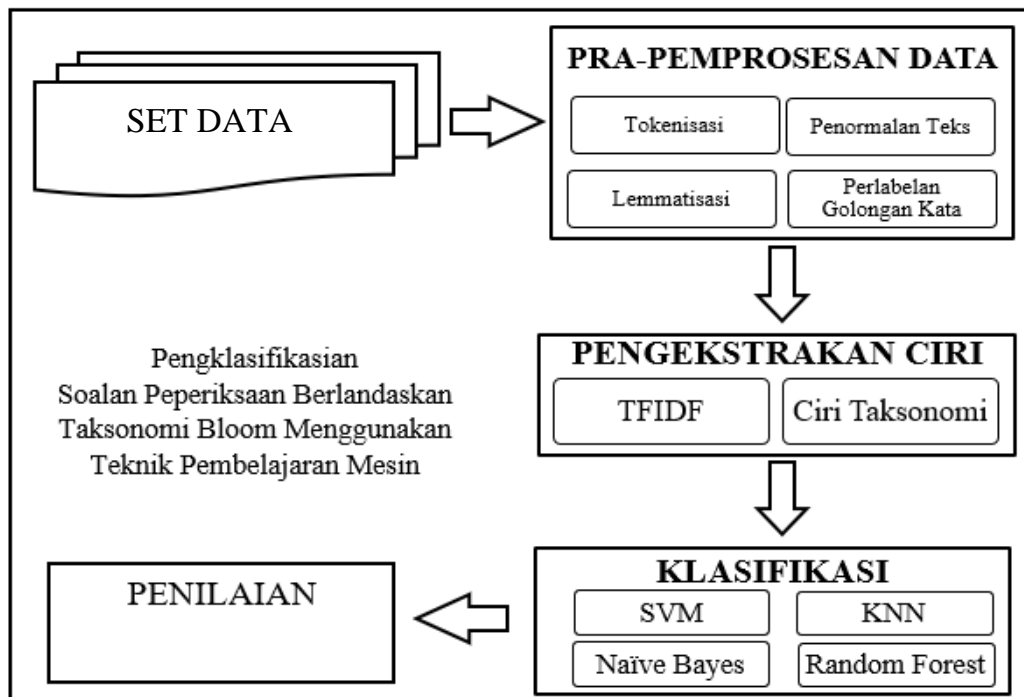 SET DATA
PRA-PEMPROSESAN DATA
Tokenisasi
Penormalan Teks
Lemmatisasi
Perlabelan
Golongan Kata
PENGEKSTRAKAN CIRI
TFIDF
Ciri Taksonomi
Pengklasifikasian
Soalan Peperiksaan Berlandaskan
Taksonomi Bloom Menggunakan
Teknik Pembelajaran Mesin
KLASIFIKASI
SVM
KNN
Naïve Bayes
Random Forest
PENILAIAN